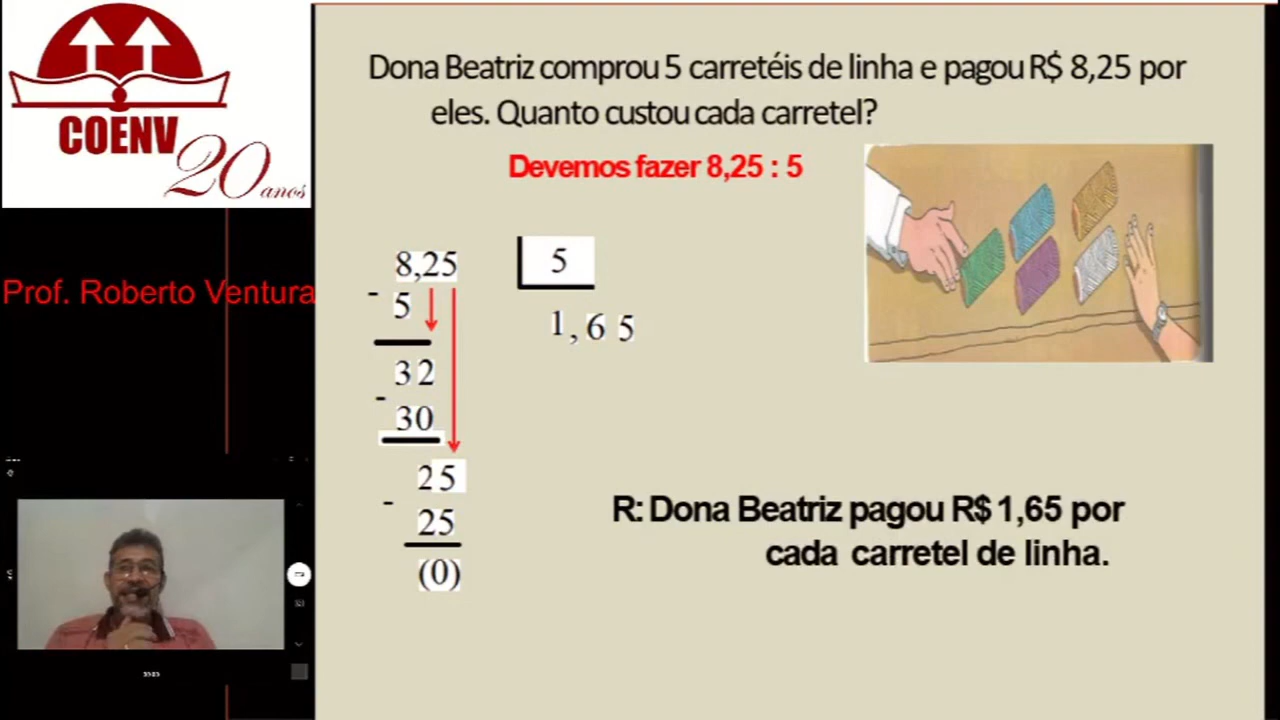 COENV
20 anos
Prof. Roberto Ventura
Dona Beatriz comprou 5 carretéis de linha e pagou R$ 8,25 por
eles. Quanto custou cada carretel?
Devemos fazer 8,25 : 5
8,25 5
- 5 1,65
32
- 30
25
- 25
(0)
R: Dona Beatriz pagou R$ 1,65 por
cada carretel de linha.